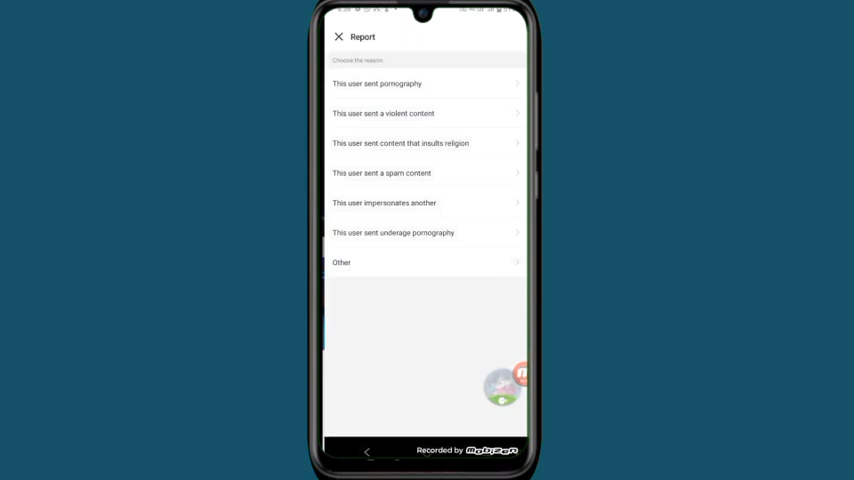 Report
Choose the reason.
This user sent pornography
This user sent a violent content
This user sent content that insults religion
This user sent a spam content
This user impersonates another
This user sent underage pornography
Other
Recorded by mobizen